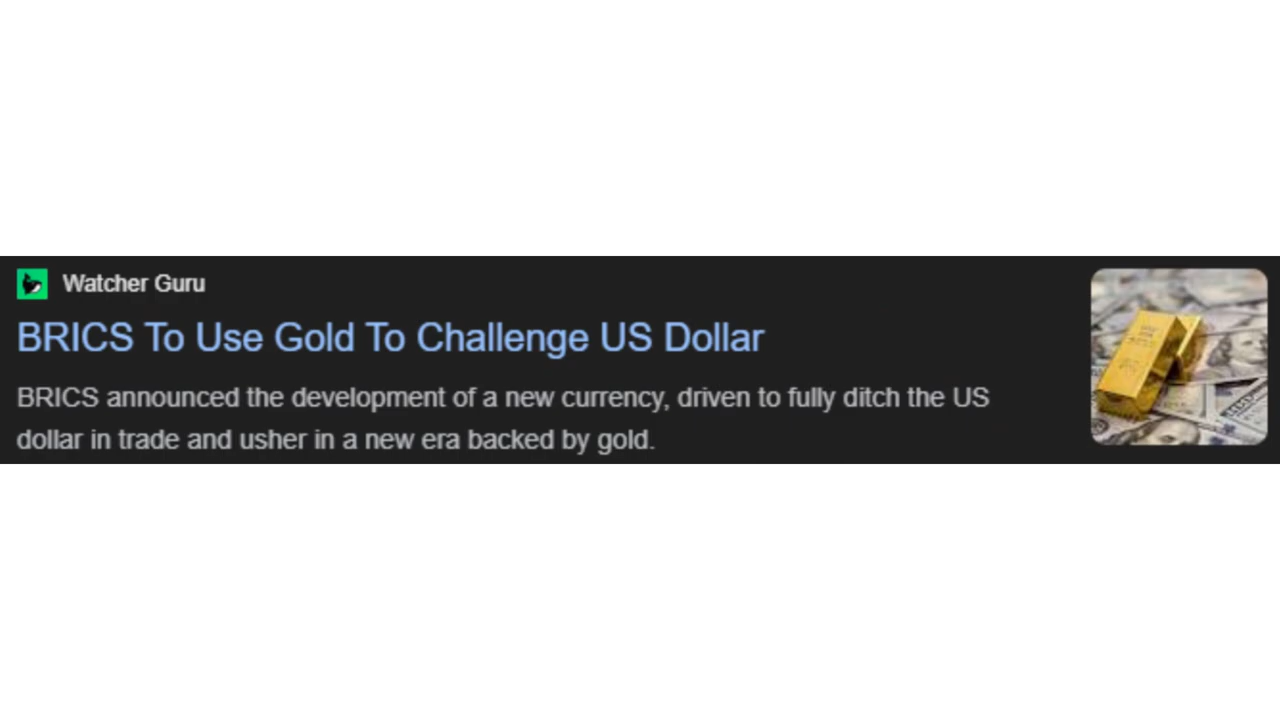 Watcher Guru
BRICS To Use Gold To Challenge US Dollar
BRICS announced the development of a new currency, driven to fully ditch the US
dollar in trade and usher in a new era backed by gold.